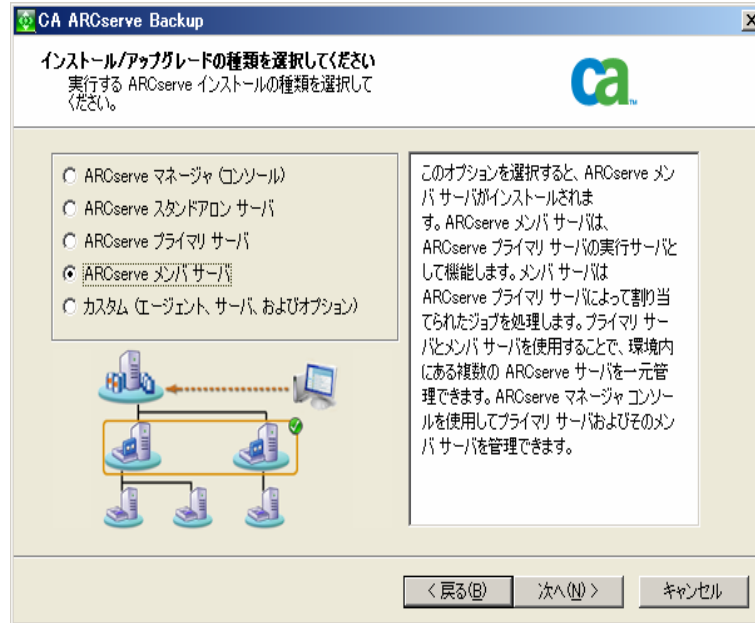 CA ARCserve Backup
インストール/アップグレードの種類を選択してください
実行する ARCserve インストールの種類を選択して
ください。
ca
ARCserve マネージャ (コンソール)
ARCserve スタンドアロン サーバ
ARCserve プライマリ サーバ
ARCserve メンバ サーバ
カスタム (エージェント、サーバ、およびオプション)
このオプションを選択すると、ARCserve メン
バ サーバがインストールされま
す。ARCserve メンバ サーバは、
ARCserve プライマリ サーバの実行サーバと
して機能します。メンバ サーバは
ARCserve プライマリ サーバによって割り当
てられたジョブを処理します。プライマリ サー
バとメンバ サーバを使用することで、環境内
にある複数の ARCserve サーバを一元管
理できます。ARCserve マネージャ コンソー
ルを使用してプライマリ サーバおよびそのメン
バ サーバを管理できます。
< 戻る(B)
次へ(N) >
キャンセル